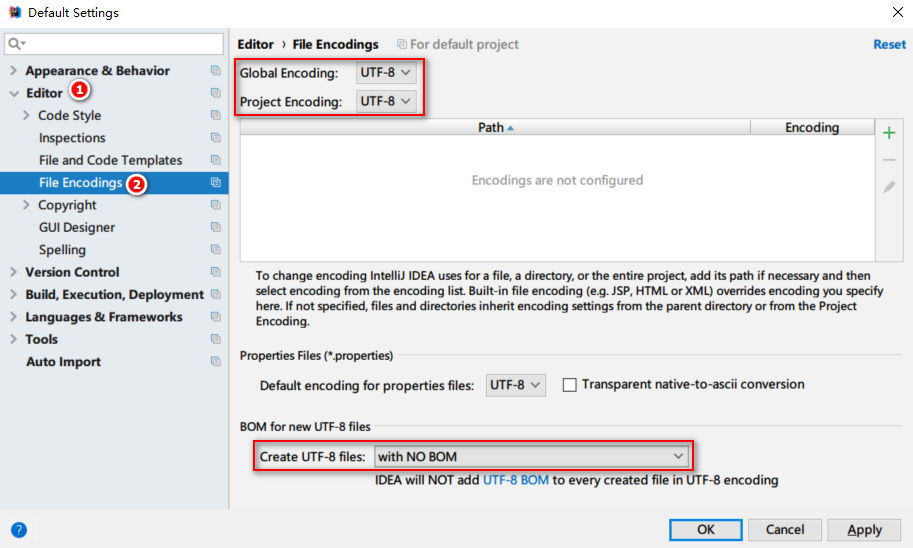 Default Settings
Editor › File Encodings
For default project
Reset
Appearance & Behavior
Editor
1
Code Style
Inspections
File and Code Templates
File Encodings
2
Copyright
GUI Designer
Spelling
Version Control
Build, Execution, Deployment
Languages & Frameworks
Tools
Auto Import
Global Encoding: UTF-8
Project Encoding: UTF-8
Path Encoding
Encodings are not configured
To change encoding IntelliJ IDEA uses for a file, a directory, or the entire project, add its path if necessary and then
select encoding from the encoding list. Built-in file encoding (e.g. JSP, HTML or XML) overrides encoding you specify
here. If not specified, files and directories inherit encoding settings from the parent directory or from the Project
Encoding.
Properties Files (*.properties)
Default encoding for properties files: UTF-8 Transparent native-to-ascii conversion
BOM for new UTF-8 files
Create UTF-8 files: with NO BOM
IDEA will NOT add UTF-8 BOM to every created file in UTF-8 encoding
?
OK Cancel Apply